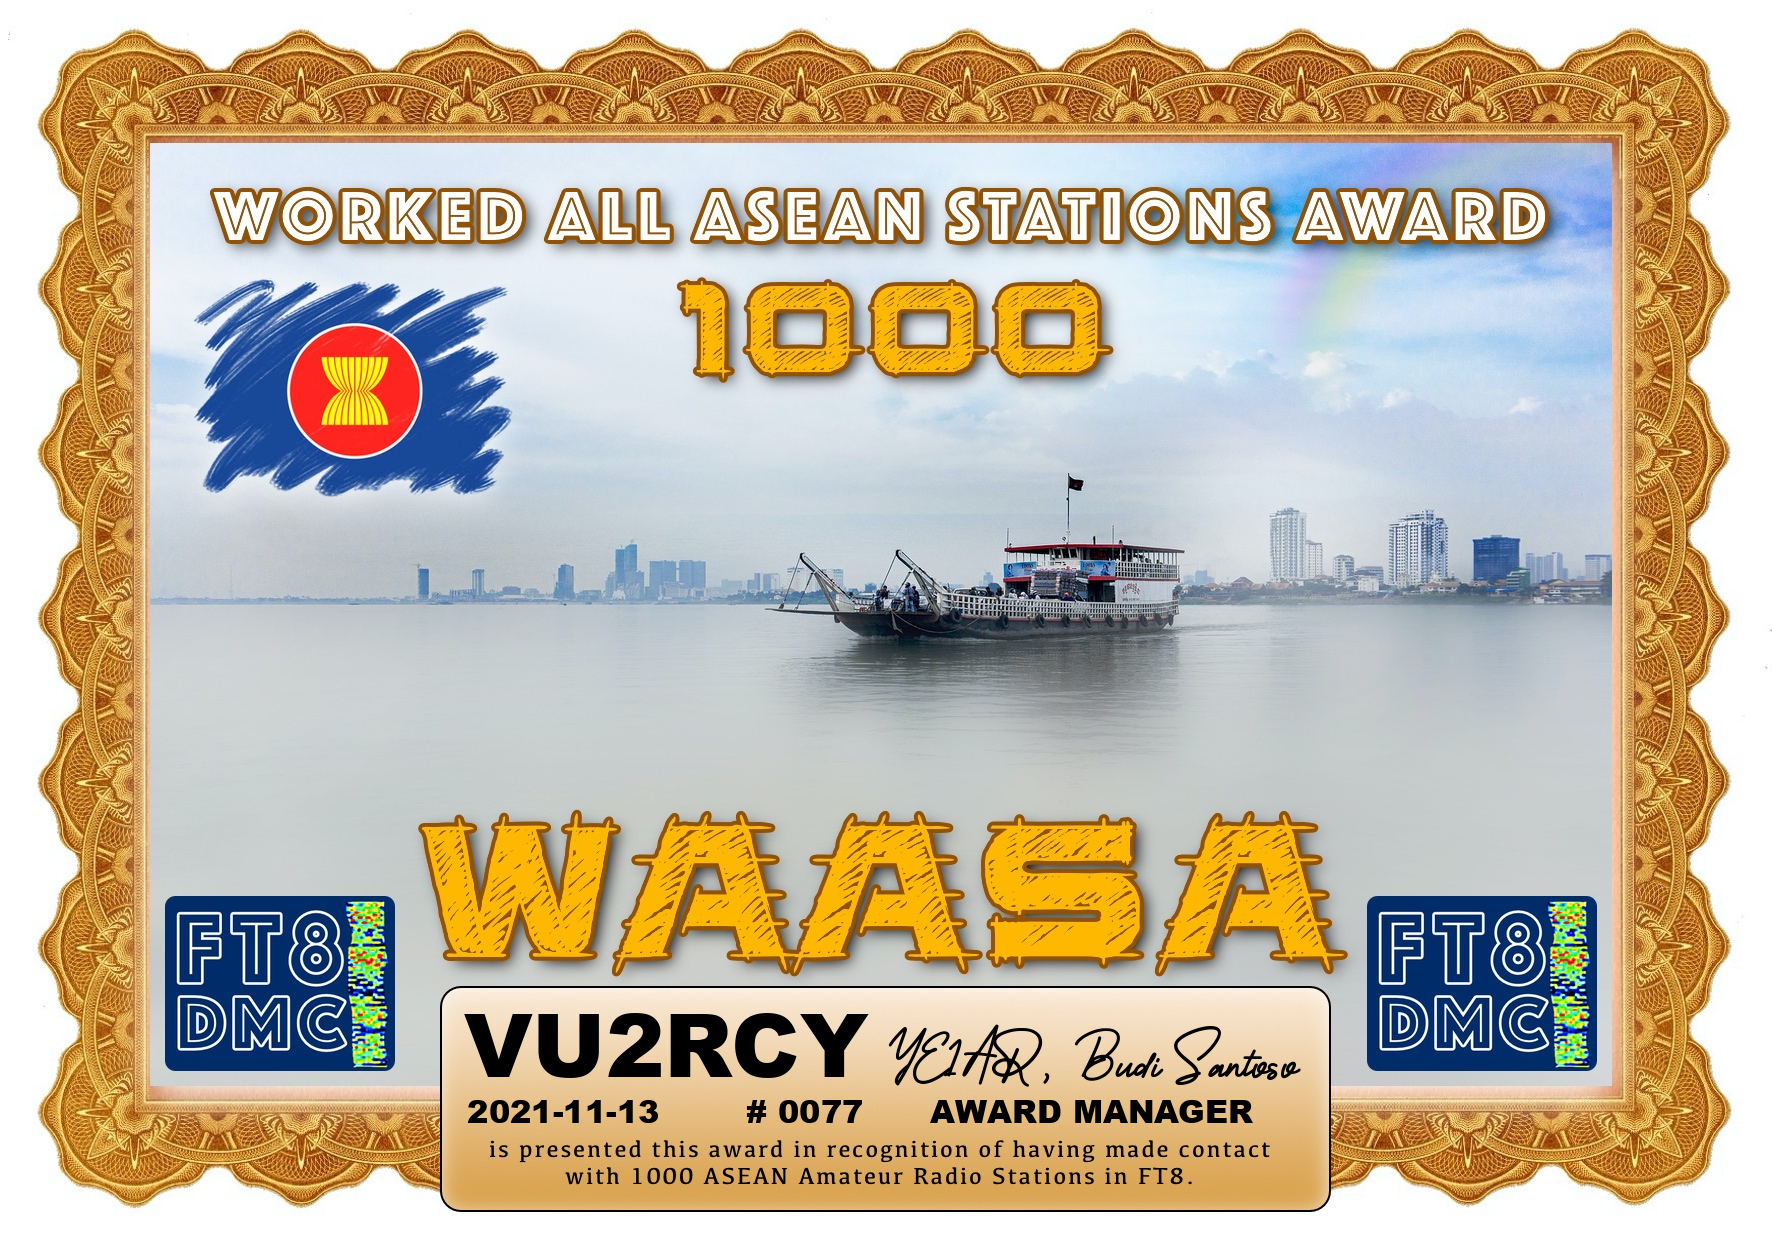 WORKED ALL ASEAN STATIONS AWARD
1000
WAASA
FT8
DMC
FT8
DMC
VU2RCY YE1AR, Budi Santoso
2021-11-13 # 0077 AWARD MANAGER
is presented this award in recognition of having made contact
with 1000 ASEAN Amateur Radio Stations in FT8.